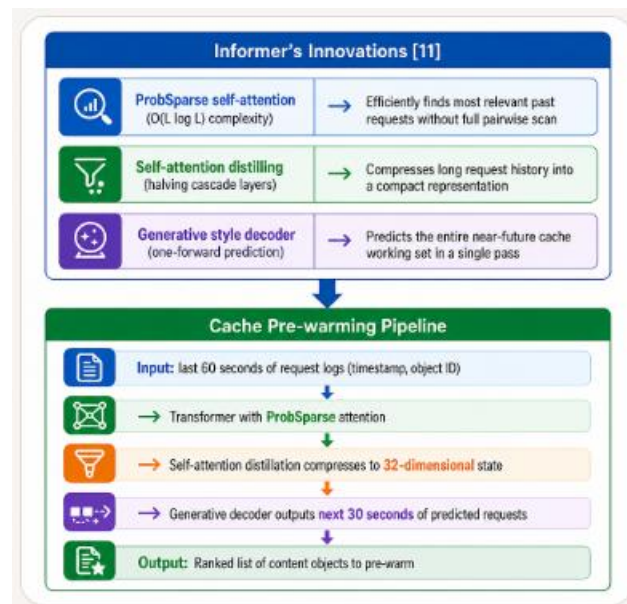 Informer's Innovations [11]
ProbSparse self-attention
(O(L log L) complexity)
→ Efficiently finds most relevant past
requests without full pairwise scan
Self-attention distilling
(halving cascade layers)
→ Compresses long request history into
a compact representation
Generative style decoder
(one-forward prediction)
→ Predicts the entire near-future cache
working set in a single pass
Cache Pre-warming Pipeline
Input: last 60 seconds of request logs (timestamp, object ID)
→ Transformer with ProbSparse attention
→ Self-attention distillation compresses to 32-dimensional state
→ Generative decoder outputs next 30 seconds of predicted requests
Output: Ranked list of content objects to pre-warm